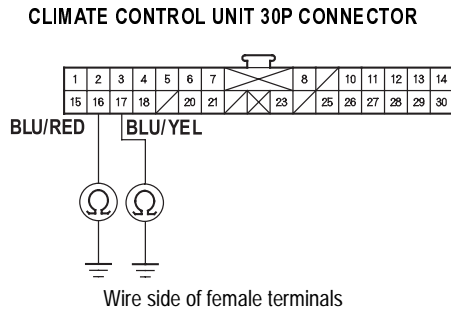 CLIMATE CONTROL UNIT 30P CONNECTOR
1 2 3 4 5 6 7 8 10 11 12 13 14
15 16 17 18 20 21 23 25 26 27 28 29 30
BLU/RED BLU/YEL
Ω Ω
Wire side of female terminals